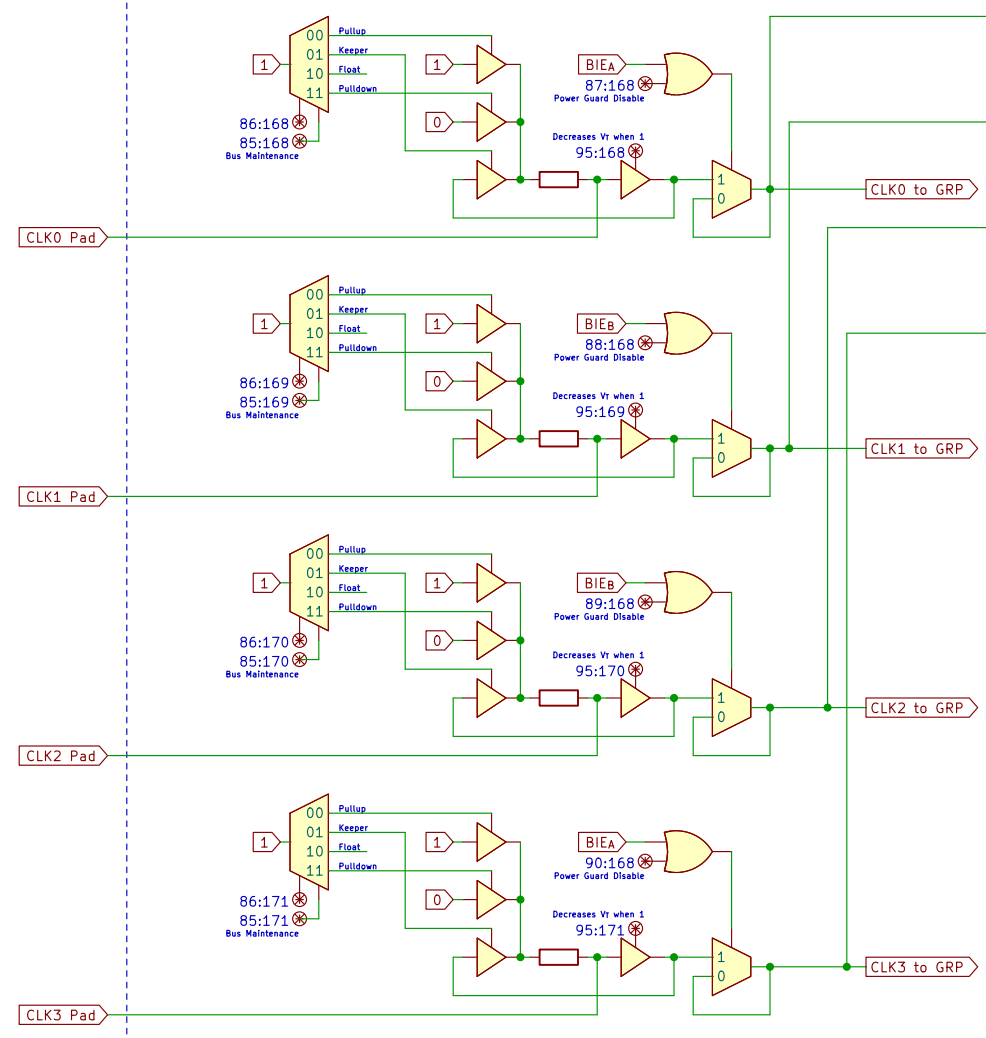 00 Pullup
01 Keeper
10 Float
11 Pulldown
1
86:168
85:168
Bus Maintenance
1
0
BIEA
87:168
Power Guard Disable
Decreases VT when 1
95:168
1
0
CLK0 to GRP
CLK0 Pad
00 Pullup
01 Keeper
10 Float
11 Pulldown
1
86:169
85:169
Bus Maintenance
1
0
BIEB
88:168
Power Guard Disable
Decreases VT when 1
95:169
1
0
CLK1 to GRP
CLK1 Pad
00 Pullup
01 Keeper
10 Float
11 Pulldown
1
86:170
85:170
Bus Maintenance
1
0
BIEB
89:168
Power Guard Disable
Decreases VT when 1
95:170
1
0
CLK2 to GRP
CLK2 Pad
00 Pullup
01 Keeper
10 Float
11 Pulldown
1
86:171
85:171
Bus Maintenance
1
0
BIEA
90:168
Power Guard Disable
Decreases VT when 1
95:171
1
0
CLK3 to GRP
CLK3 Pad